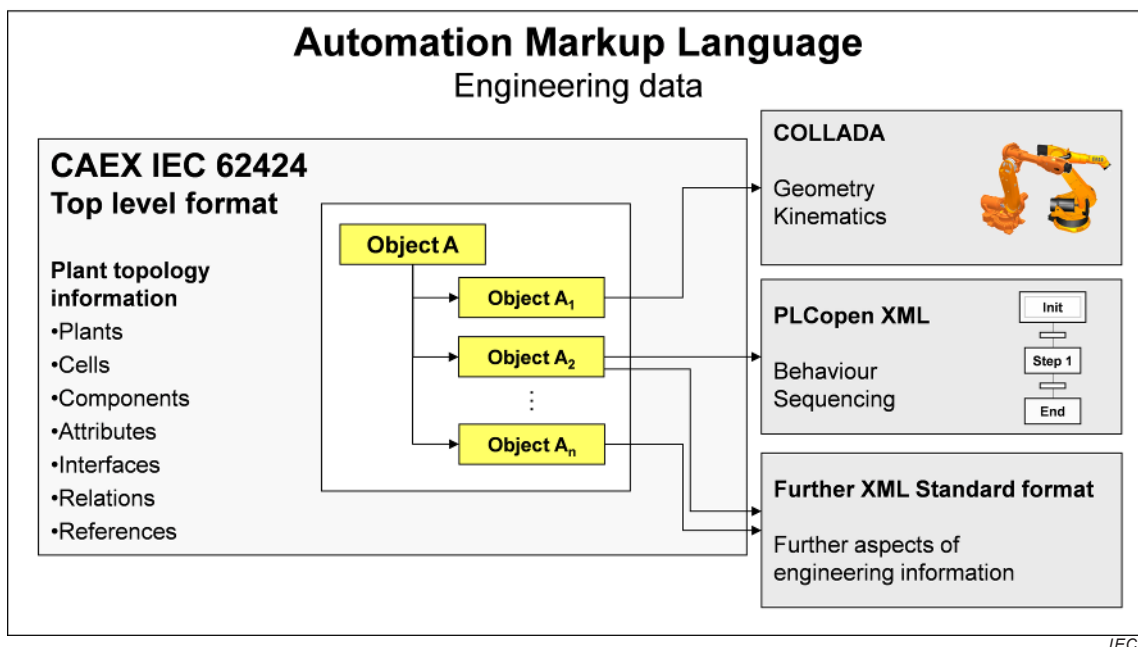 Automation Markup Language
Engineering data
CAEX IEC 62424
Top level format
Plant topology
information
•Plants
•Cells
•Components
•Attributes
•Interfaces
•Relations
•References
Object A
Object A₁
Object A₂
⋮
Object Aₙ
COLLADA
Geometry
Kinematics
PLCopen XML
Behaviour
Sequencing
Init
Step 1
End
Further XML Standard format
Further aspects of
engineering information
IEC